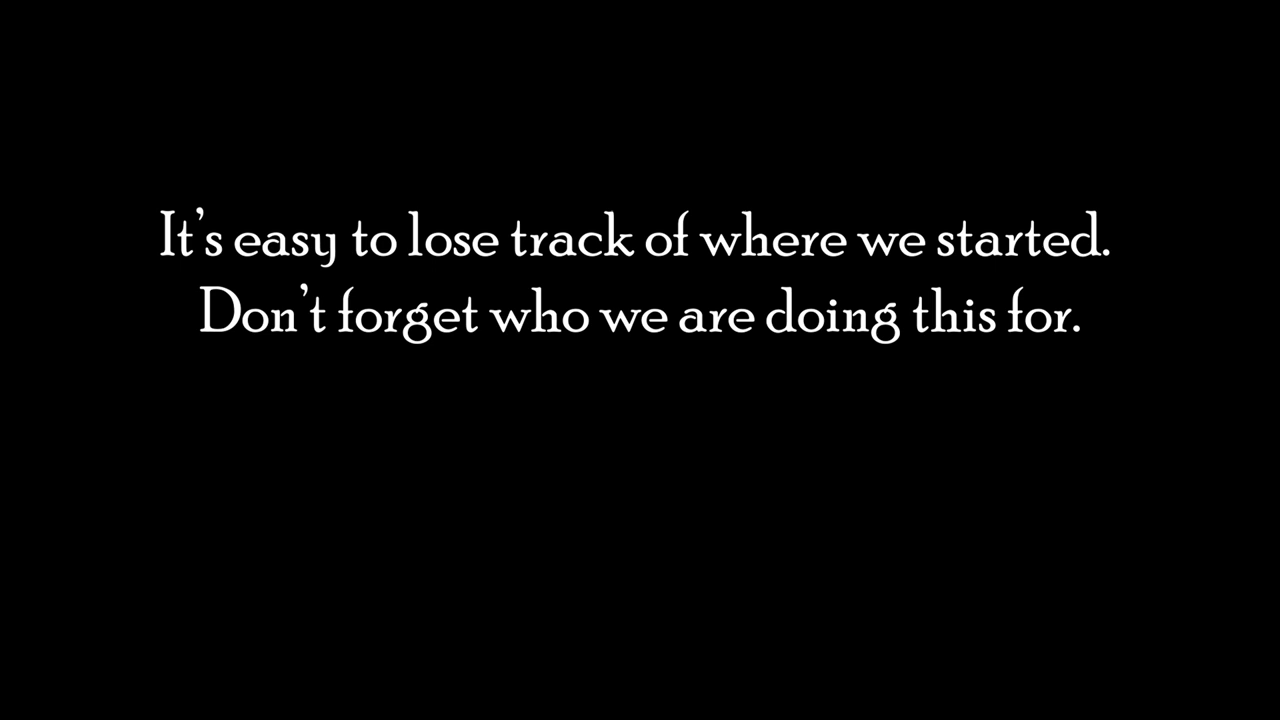 It's easy to lose track of where we started.
Don't forget who we are doing this for.